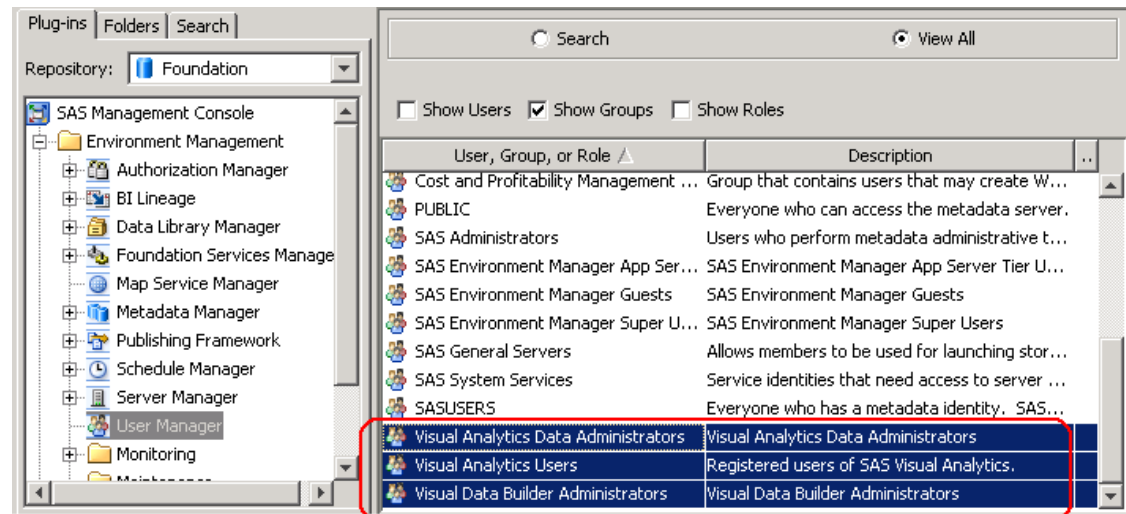 Plug-ins Folders Search
Repository: Foundation
SAS Management Console
Environment Management
Authorization Manager
BI Lineage
Data Library Manager
Foundation Services Manage
Map Service Manager
Metadata Manager
Publishing Framework
Schedule Manager
Server Manager
User Manager
Monitoring
Maintenance
Search View All
Show Users Show Groups Show Roles
User, Group, or Role Description ..
Cost and Profitability Management ... Group that contains users that may create W...
PUBLIC Everyone who can access the metadata server.
SAS Administrators Users who perform metadata administrative t...
SAS Environment Manager App Ser... SAS Environment Manager App Server Tier U...
SAS Environment Manager Guests SAS Environment Manager Guests
SAS Environment Manager Super U... SAS Environment Manager Super Users
SAS General Servers Allows members to be used for launching stor...
SAS System Services Service identities that need access to server ...
SASUSERS Everyone who has a metadata identity. SAS...
Visual Analytics Data Administrators Visual Analytics Data Administrators
Visual Analytics Users Registered users of SAS Visual Analytics.
Visual Data Builder Administrators Visual Data Builder Administrators